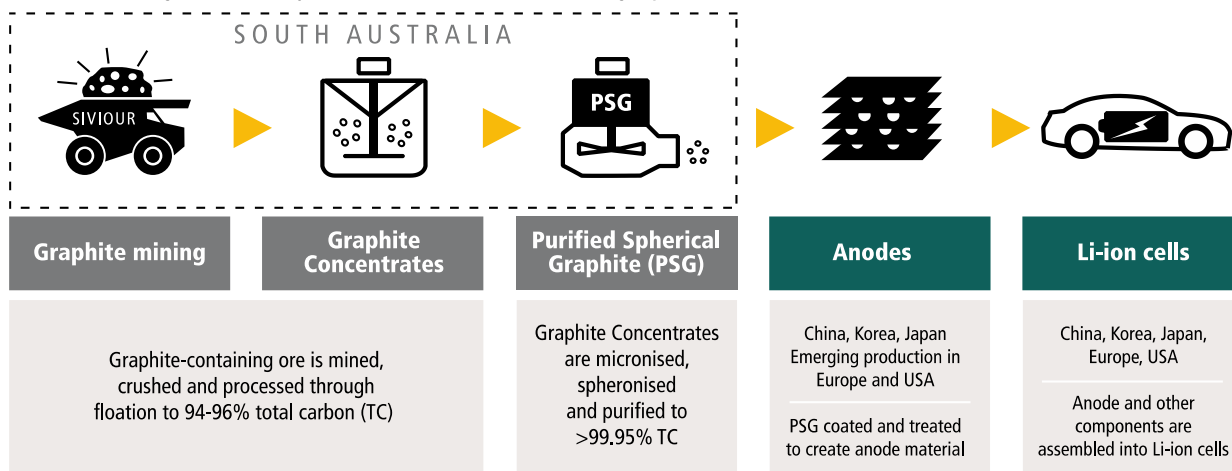 SOUTH AUSTRALIA
SIVIOUR
PSG
Graphite mining
Graphite
Concentrates
Purified Spherical
Graphite (PSG)
Anodes
Li-ion cells
Graphite-containing ore is mined,
crushed and processed through
floation to 94-96% total carbon (TC)
Graphite Concentrates
are micronised,
spheronised
and purified to
>99.95% TC
China, Korea, Japan
Emerging production in
Europe and USA
PSG coated and treated
to create anode material
China, Korea, Japan,
Europe, USA
Anode and other
components are
assembled into Li-ion cells